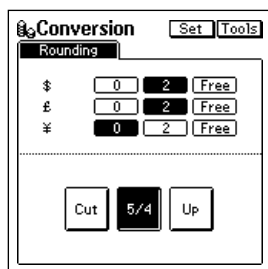 Conversion Set Tools
Rounding
$ 0 2 Free
£ 0 2 Free
¥ 0 2 Free
Cut 5/4 Up